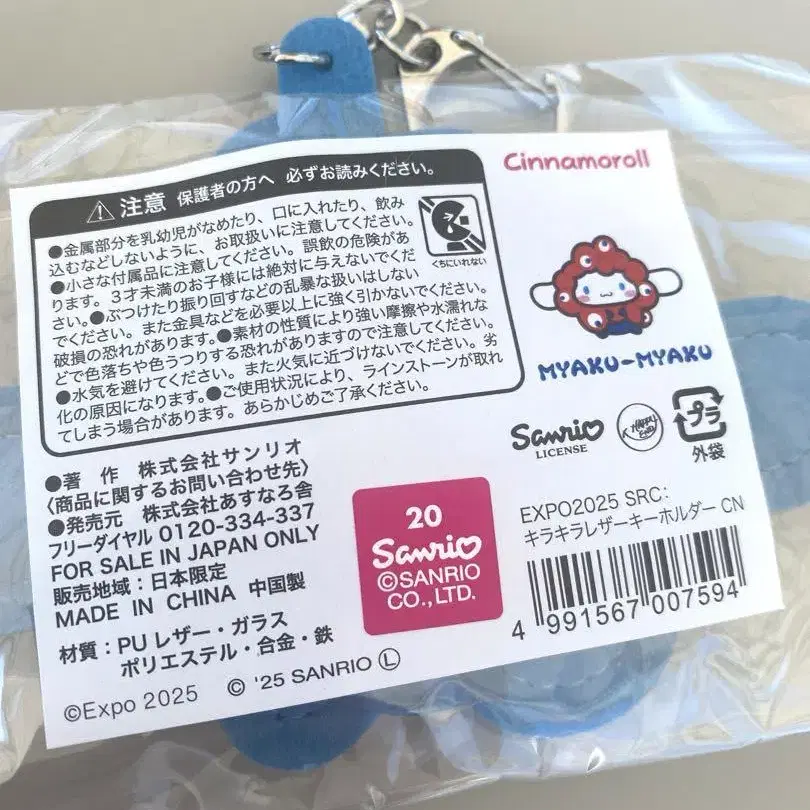 注意 保護者の方へ 必ずお読みください。
●金属部分を乳幼児がなめたり、口に入れたり、飲み
込むなどしないように、お取扱いに注意してください。
●小さな付属品に注意してください。誤飲の危険があ
ります。3才未満のお子様には絶対に与えないでくだ
さい。●ぶつけたり振り回すなどの乱暴な扱いはしない
でください。また金具などを必要以上に強く引かないでください。
破損の恐れがあります。●素材の性質により強い摩擦や水濡れな
どで色落ちや色うつりする恐れがありますので注意してください。
●水気を避けてください。また火気に近づけないでください。劣
化の原因になります。●ご使用状況により、ラインストーンが取れ
てしまう場合があります。あらかじめご了承ください。
くちにいれない
Cinnamoroll
MYAKU-MYAKU
Sanrio
LICENSE
HAPPY
END
プラ
外袋
●著 作 株式会社サンリオ
〈商品に関するお問い合わせ先〉
●発売元 株式会社あすなろ舎
フリーダイヤル 0120-334-337
FOR SALE IN JAPAN ONLY
販売地域：日本限定
MADE IN CHINA 中国製
材質：PUレザー・ガラス
ポリエステル・合金・鉄
©Expo 2025 © '25 SANRIO Ⓛ
20
Sanrio
©SANRIO
CO.,LTD.
EXPO2025 SRC:
キラキラレザーキーホルダー CN
4 991567 007594